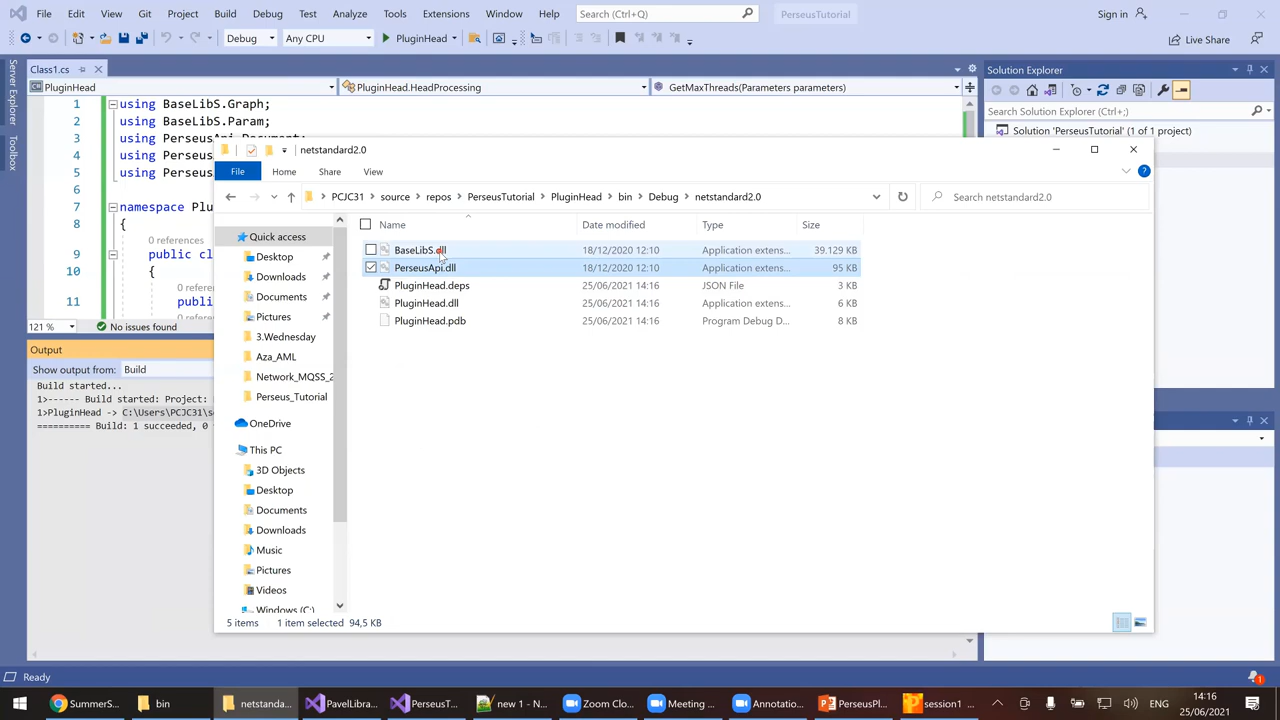 File Edit View Git Project Build Debug Test Analyze Tools Extensions Window Help Search (Ctrl+Q) PerseusTutorial Sign in
Debug Any CPU PluginHead Live Share
Class1.cs
PluginHead PluginHead.HeadProcessing GetMaxThreads(Parameters parameters)
Server Explorer
Toolbox
1 using BaseLibS.Graph;
2 using BaseLibS.Param;
3 using PerseusApi.Document;
4 using Perseus
5 using Perseus
6
7 namespace Plu
8 {
0 references
9 public cl
10 {
11 publi
121 % No issues found
Solution Explorer
Search Solution Explorer (Ctrl+;)
Solution 'PerseusTutorial' (1 of 1 project)
Output
Show output from: Build
Build started...
1>------ Build started: Project:
1>PluginHead -> C:\Users\PCJC31\s
========== Build: 1 succeeded, 0
netstandard2.0
File Home Share View
PCJC31 source repos PerseusTutorial PluginHead bin Debug netstandard2.0 Search netstandard2.0
Name Date modified Type Size
BaseLibS.dll 18/12/2020 12:10 Application extens... 39.129 KB
PerseusApi.dll 18/12/2020 12:10 Application extens... 95 KB
PluginHead.deps 25/06/2021 14:16 JSON File 3 KB
PluginHead.dll 25/06/2021 14:16 Application extens... 6 KB
PluginHead.pdb 25/06/2021 14:16 Program Debug D... 8 KB
Quick access
Desktop
Downloads
Documents
Pictures
3.Wednesday
Aza_AML
Network_MQSS_2
Perseus_Tutorial
OneDrive
This PC
3D Objects
Desktop
Documents
Downloads
Music
Pictures
Videos
Windows (C:)
5 items 1 item selected 94,5 KB
Ready
SummerS... bin netstanda... PavelLibra... PerseusT... new 1 - N... Zoom Clo... Meeting ... Annotatio... PerseusPl... session1 ... 14:16
25/06/2021